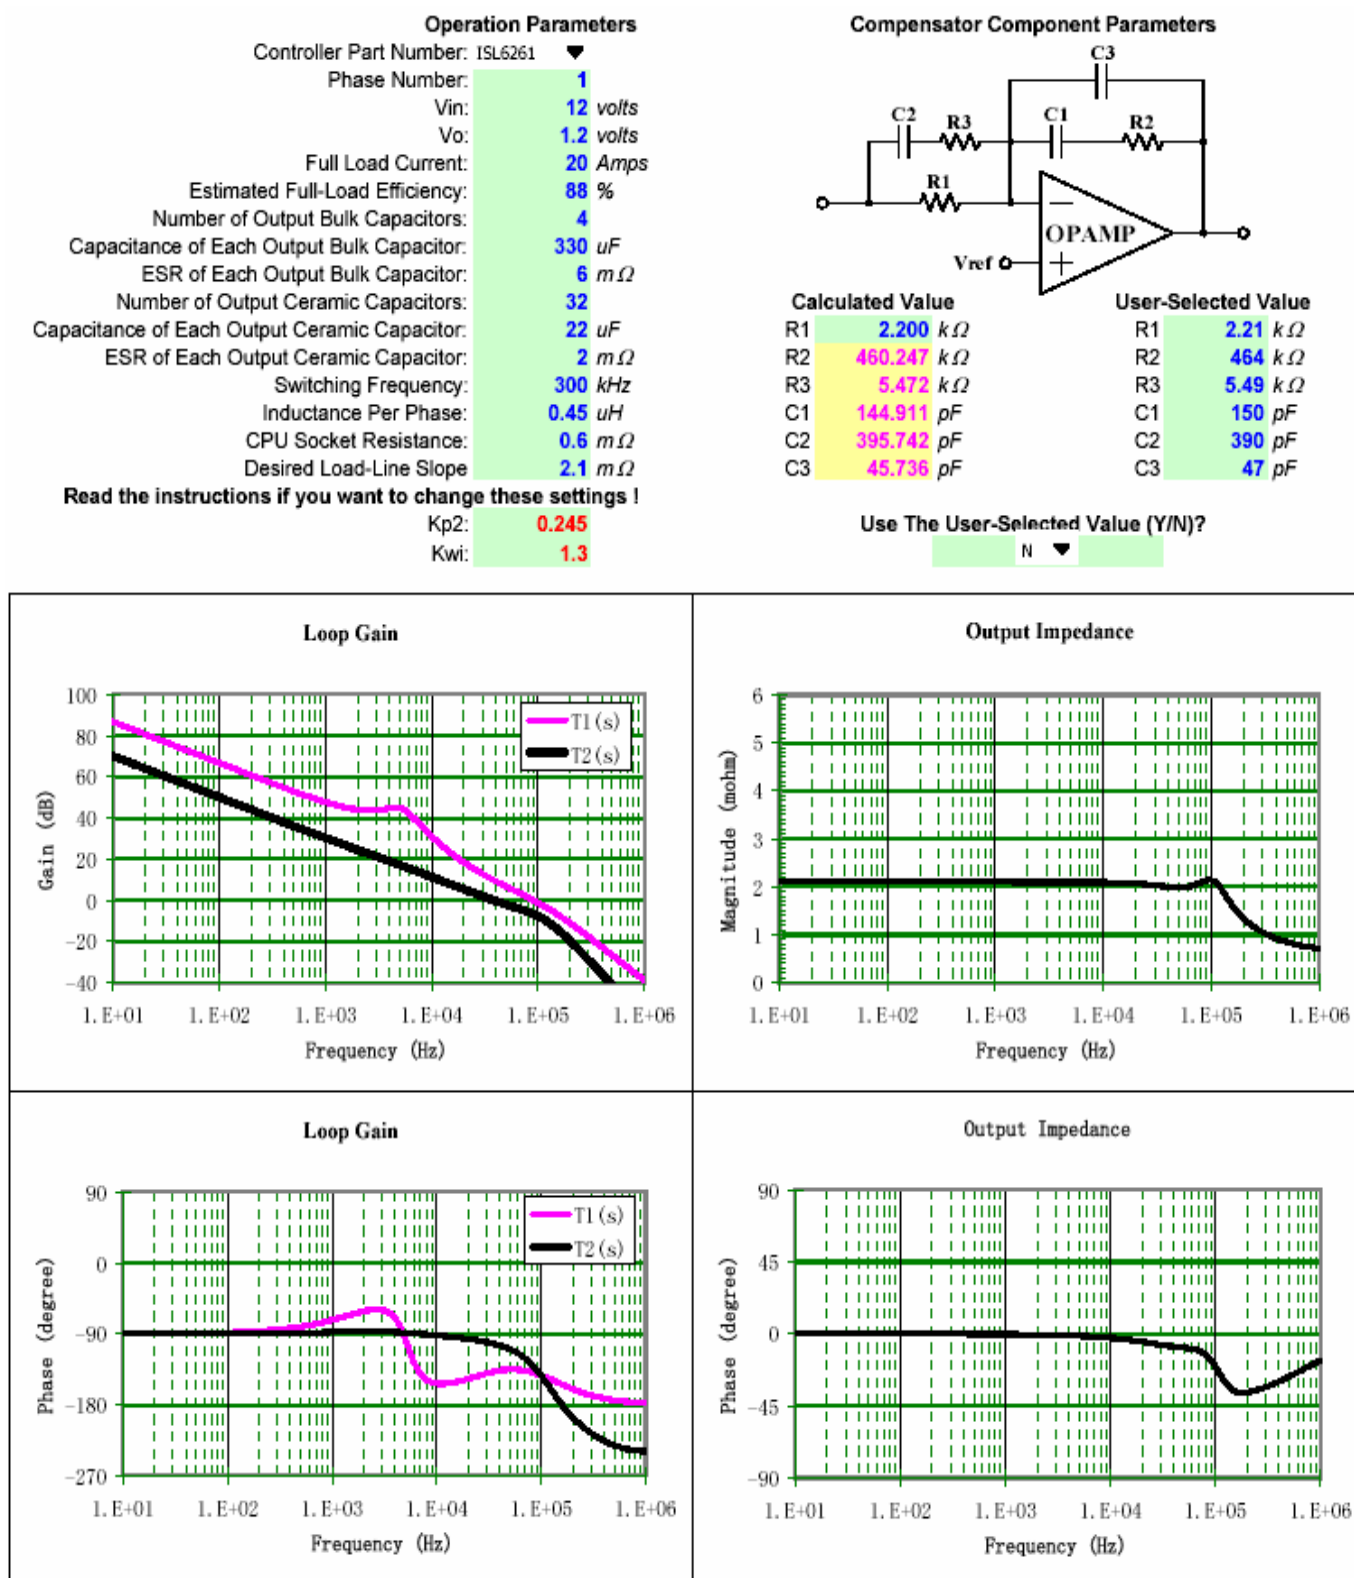 Operation Parameters
Controller Part Number: ISL6261
Phase Number: 1
Vin: 12 volts
Vo: 1.2 volts
Full Load Current: 20 Amps
Estimated Full-Load Efficiency: 88 %
Number of Output Bulk Capacitors: 4
Capacitance of Each Output Bulk Capacitor: 330 uF
ESR of Each Output Bulk Capacitor: 6 mΩ
Number of Output Ceramic Capacitors: 32
Capacitance of Each Output Ceramic Capacitor: 22 uF
ESR of Each Output Ceramic Capacitor: 2 mΩ
Switching Frequency: 300 kHz
Inductance Per Phase: 0.45 uH
CPU Socket Resistance: 0.6 mΩ
Desired Load-Line Slope 2.1 mΩ
Read the instructions if you want to change these settings !
Kp2: 0.245
Kwi: 1.3
Compensator Component Parameters
C3
C2 R3 C1 R2
R1
OPAMP
Vref
− +
Calculated Value
R1 2.200 kΩ
R2 460.247 kΩ
R3 5.472 kΩ
C1 144.911 pF
C2 395.742 pF
C3 45.736 pF
User-Selected Value
R1 2.21 kΩ
R2 464 kΩ
R3 5.49 kΩ
C1 150 pF
C2 390 pF
C3 47 pF
Use The User-Selected Value (Y/N)?
N
Loop Gain
Gain (dB)
100
80
60
40
20
0
-20
-40
T1(s)
T2(s)
1.E+01 1.E+02 1.E+03 1.E+04 1.E+05 1.E+06
Frequency (Hz)
Output Impedance
Magnitude (mohm)
6
5
4
3
2
1
0
1.E+01 1.E+02 1.E+03 1.E+04 1.E+05 1.E+06
Frequency (Hz)
Loop Gain
Phase (degree)
90
0
-90
-180
-270
T1(s)
T2(s)
1.E+01 1.E+02 1.E+03 1.E+04 1.E+05 1.E+06
Frequency (Hz)
Output Impedance
Phase (degree)
90
45
0
-45
-90
1.E+01 1.E+02 1.E+03 1.E+04 1.E+05 1.E+06
Frequency (Hz)